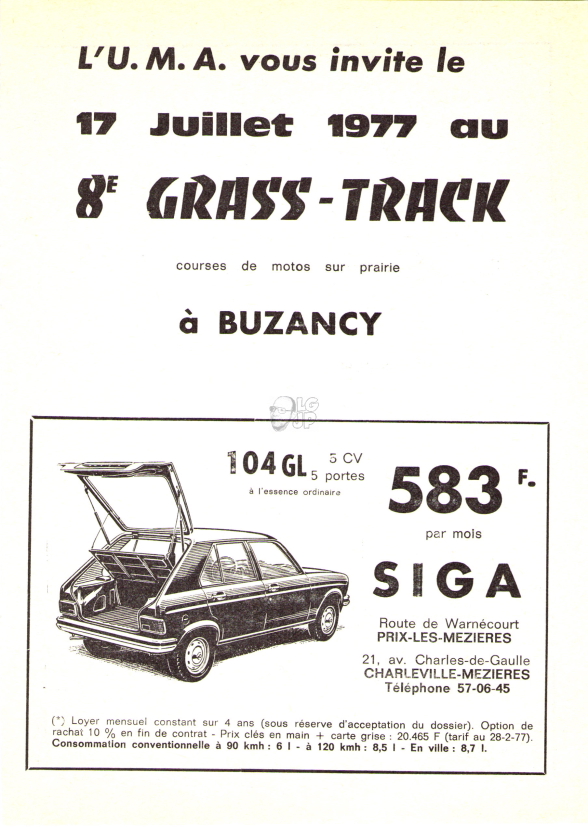 L'U. M. A. vous invite le
17 Juillet 1977 au
8E GRASS-TRACK
courses de motos sur prairie
à BUZANCY
LG
JP
104 GL 5 CV
5 portes
à l'essence ordinaire
583 F.
par mois
SIGA
Route de Warnécourt
PRIX-LES-MEZIERES
21, av. Charles-de-Gaulle
CHARLEVILLE-MEZIERES
Téléphone 57-06-45
(*) Loyer mensuel constant sur 4 ans (sous réserve d'acceptation du dossier). Option de
rachat 10 % en fin de contrat - Prix clés en main + carte grise : 20.465 F (tarif au 28-2-77).
Consommation conventionnelle à 90 kmh : 6 l - à 120 kmh : 8,5 l - En ville : 8,7 l.